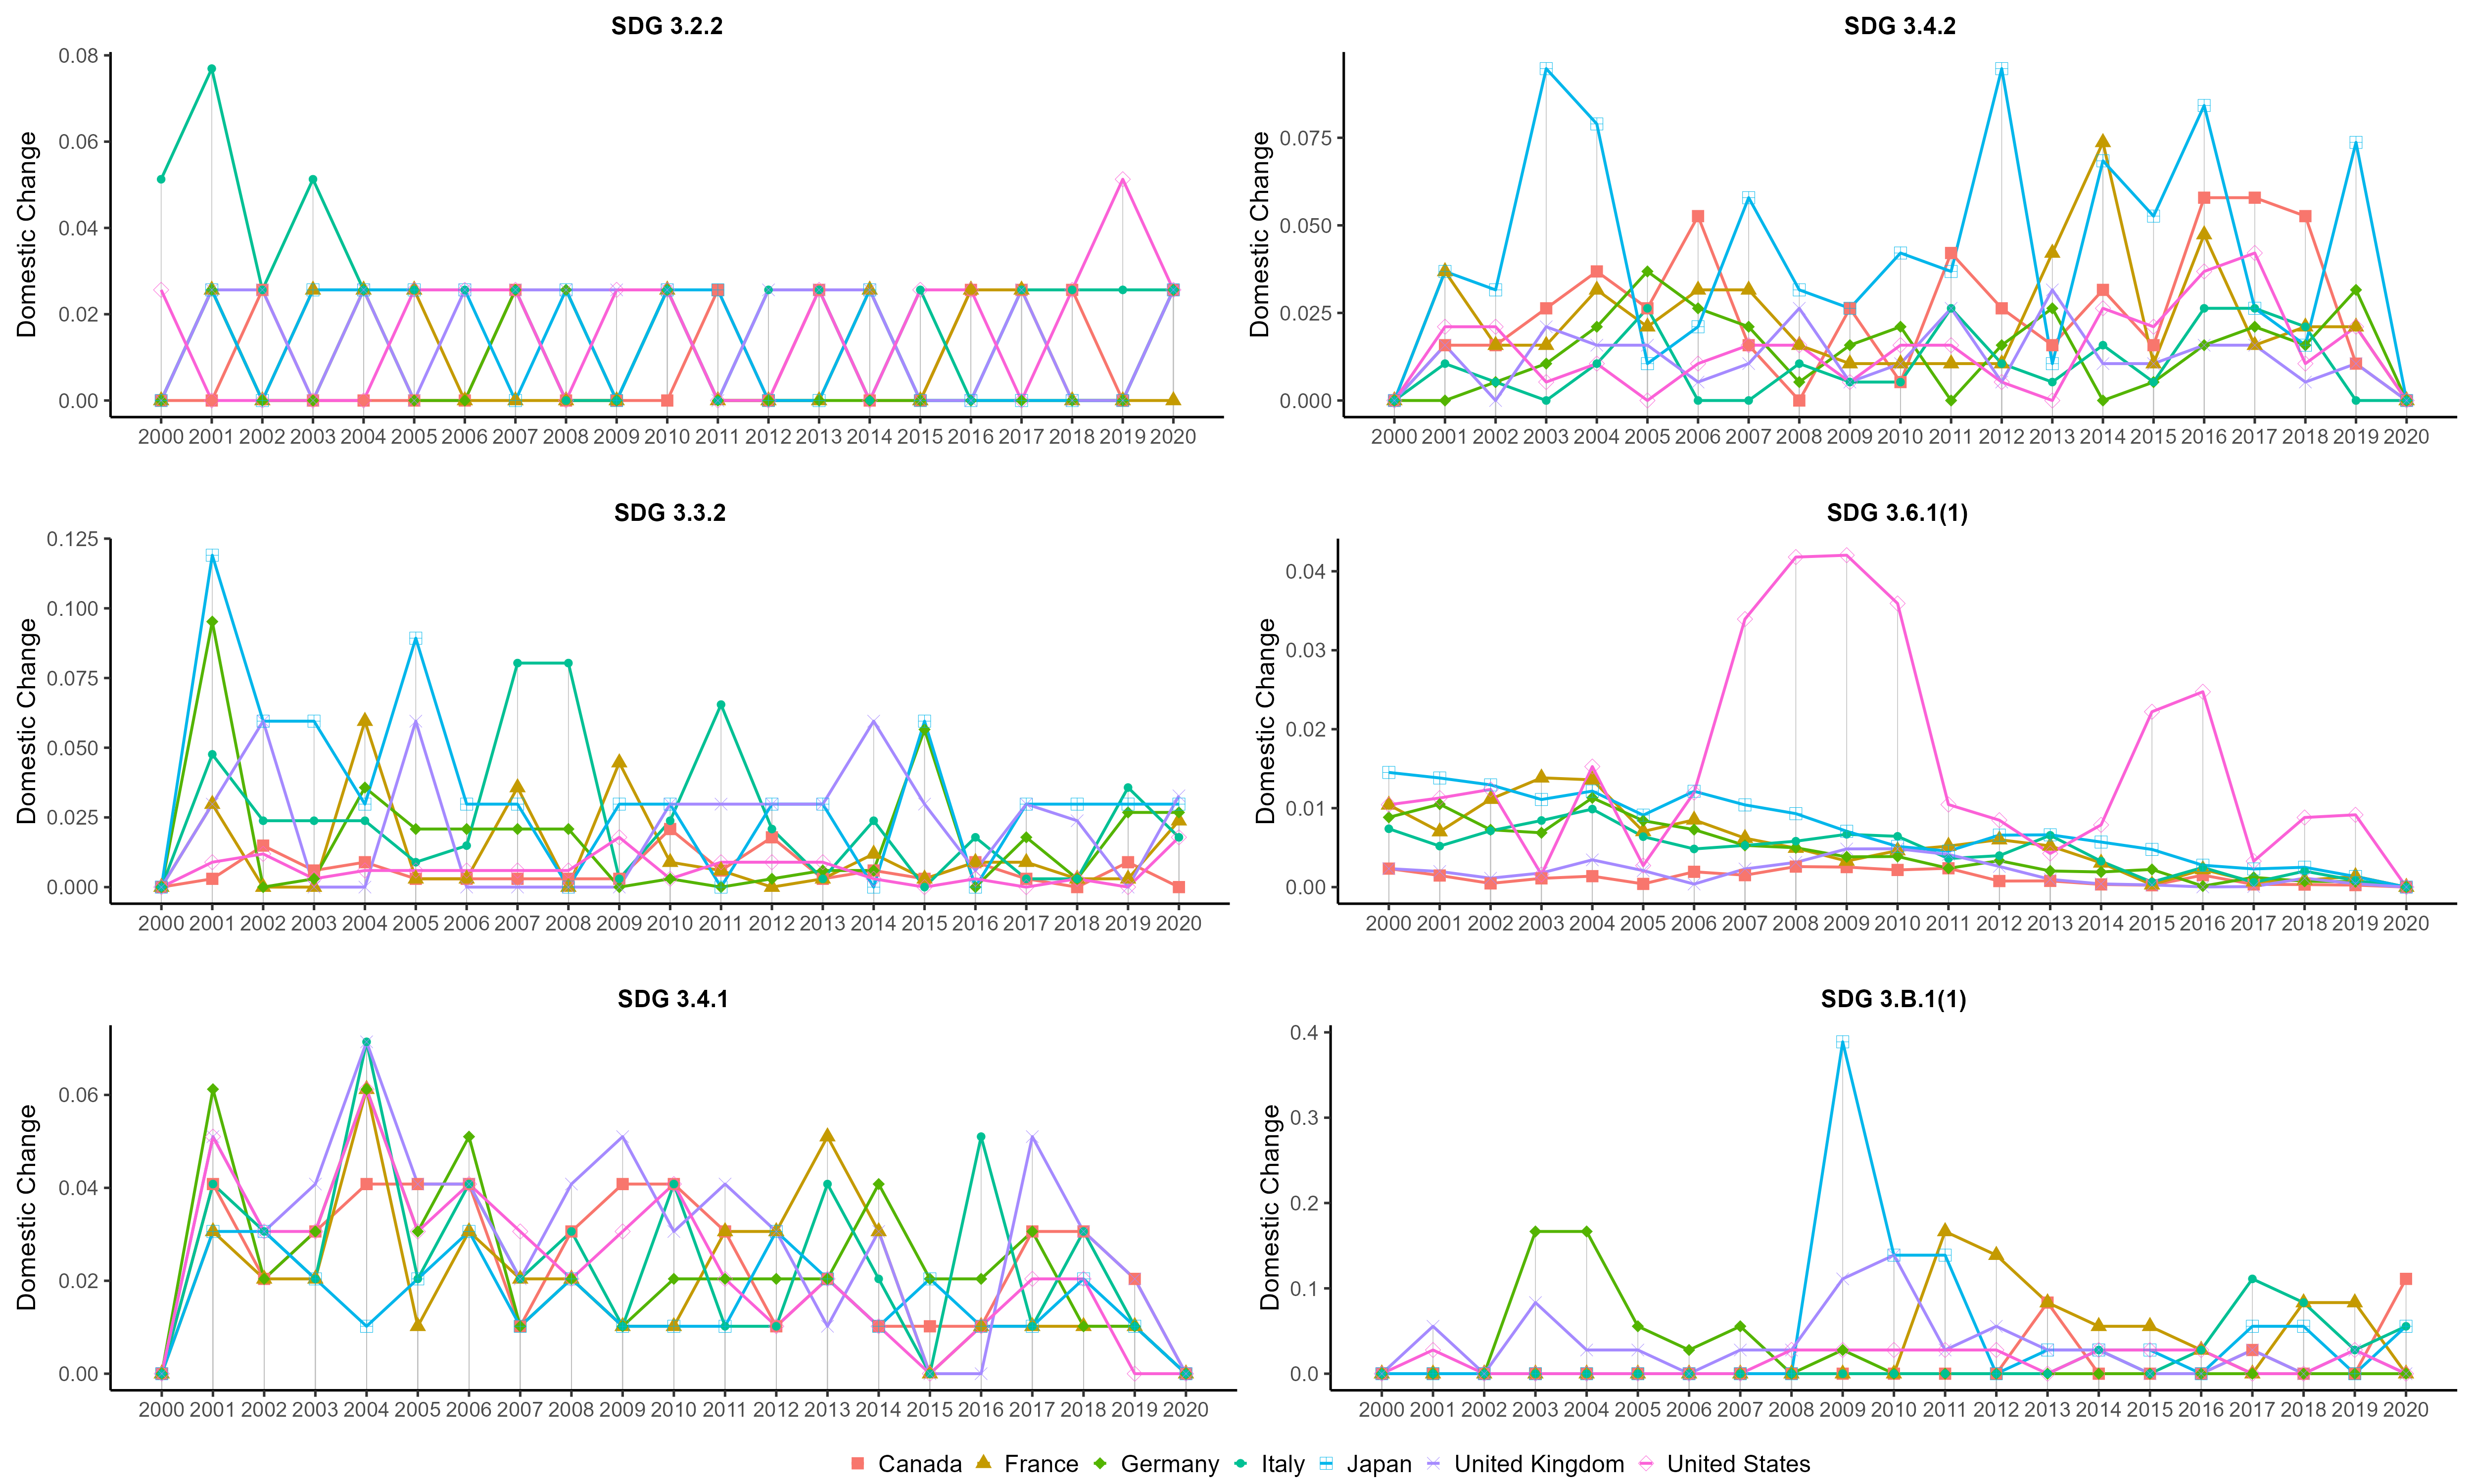 SDG 3.2.2
Domestic Change
0.08
0.06
0.04
0.02
0.00
2000 2001 2002 2003 2004 2005 2006 2007 2008 2009 2010 2011 2012 2013 2014 2015 2016 2017 2018 2019 2020
SDG 3.4.2
Domestic Change
0.075
0.050
0.025
0.000
2000 2001 2002 2003 2004 2005 2006 2007 2008 2009 2010 2011 2012 2013 2014 2015 2016 2017 2018 2019 2020
SDG 3.3.2
Domestic Change
0.125
0.100
0.075
0.050
0.025
0.000
2000 2001 2002 2003 2004 2005 2006 2007 2008 2009 2010 2011 2012 2013 2014 2015 2016 2017 2018 2019 2020
SDG 3.6.1(1)
Domestic Change
0.04
0.03
0.02
0.01
0.00
2000 2001 2002 2003 2004 2005 2006 2007 2008 2009 2010 2011 2012 2013 2014 2015 2016 2017 2018 2019 2020
SDG 3.4.1
Domestic Change
0.06
0.04
0.02
0.00
2000 2001 2002 2003 2004 2005 2006 2007 2008 2009 2010 2011 2012 2013 2014 2015 2016 2017 2018 2019 2020
SDG 3.B.1(1)
Domestic Change
0.4
0.3
0.2
0.1
0.0
2000 2001 2002 2003 2004 2005 2006 2007 2008 2009 2010 2011 2012 2013 2014 2015 2016 2017 2018 2019 2020
Canada France Germany Italy Japan United Kingdom United States